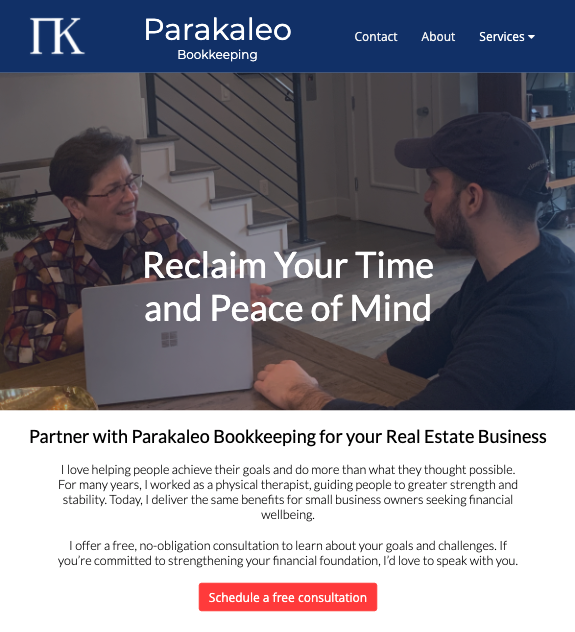 ΠΚ
Parakaleo
Bookkeeping
Contact About Services
Reclaim Your Time
and Peace of Mind
Partner with Parakaleo Bookkeeping for your Real Estate Business
I love helping people achieve their goals and do more than what they thought possible.
For many years, I worked as a physical therapist, guiding people to greater strength and
stability. Today, I deliver the same benefits for small business owners seeking financial
wellbeing.
I offer a free, no-obligation consultation to learn about your goals and challenges. If
you’re committed to strengthening your financial foundation, I’d love to speak with you.
Schedule a free consultation